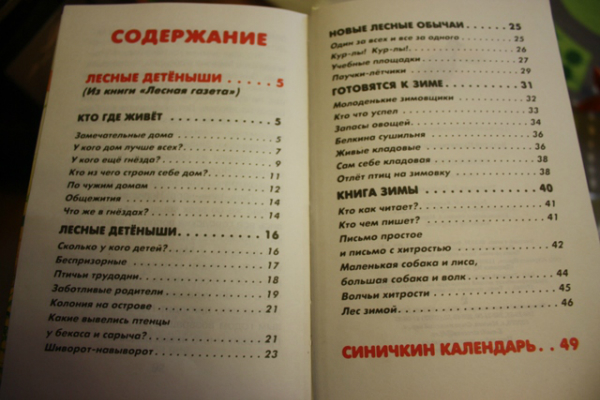 СОДЕРЖАНИЕ
ЛЕСНЫЕ ДЕТЁНЫШИ . . . . . 5
(Из книги «Лесная газета»)
КТО ГДЕ ЖИВЁТ . . . . . . . . . . . . 5
Замечательные дома . . . . . . . . . . . . 5
У кого дом лучше всех? . . . . . . . . . . . 7
У кого ещё гнёзда? . . . . . . . . . . . . . 9
Кто из чего строил себе дом? . . . . . . . . 11
По чужим домам . . . . . . . . . . . . . . 12
Общежития . . . . . . . . . . . . . . . . 14
Что же в гнёздах? . . . . . . . . . . . . . 14
ЛЕСНЫЕ ДЕТЁНЫШИ . . . . . . . . . 16
Сколько у кого детей? . . . . . . . . . . . 16
Беспризорные . . . . . . . . . . . . . . . 17
Птичьи трудодни . . . . . . . . . . . . . . 18
Заботливые родители . . . . . . . . . . . . 19
Колония на острове . . . . . . . . . . . . . 21
Какие вывелись птенцы
у бекаса и сарыча? . . . . . . . . . . . . . 21
Шиворот-навыворот . . . . . . . . . . . . . 23
НОВЫЕ ЛЕСНЫЕ ОБЫЧАИ . . . . . 25
Один за всех и все за одного . . . . . . . . 25
Кур-лы! Кур-лы! . . . . . . . . . . . . . . 26
Учебные площадки . . . . . . . . . . . . . 27
Паучки-лётчики . . . . . . . . . . . . . . 29
ГОТОВЯТСЯ К ЗИМЕ . . . . . . . . . 31
Молоденькие зимовщики . . . . . . . . . . . 32
Кто что успел . . . . . . . . . . . . . . . 33
Запасы овощей . . . . . . . . . . . . . . . 34
Белкина сушильня . . . . . . . . . . . . . 36
Живые кладовые . . . . . . . . . . . . . . 36
Сам себе кладовая . . . . . . . . . . . . . 38
Отлёт птиц на зимовку . . . . . . . . . . . 38
КНИГА ЗИМЫ . . . . . . . . . . . . 40
Кто как читает? . . . . . . . . . . . . . . 41
Кто чем пишет? . . . . . . . . . . . . . . 41
Письмо простое
и письмо с хитростью . . . . . . . . . . . . 42
Маленькая собака и лиса,
большая собака и волк . . . . . . . . . . . 44
Волчьи хитрости . . . . . . . . . . . . . . 45
Лес зимой . . . . . . . . . . . . . . . . . 46
СИНИЧКИН КАЛЕНДАРЬ . . 49